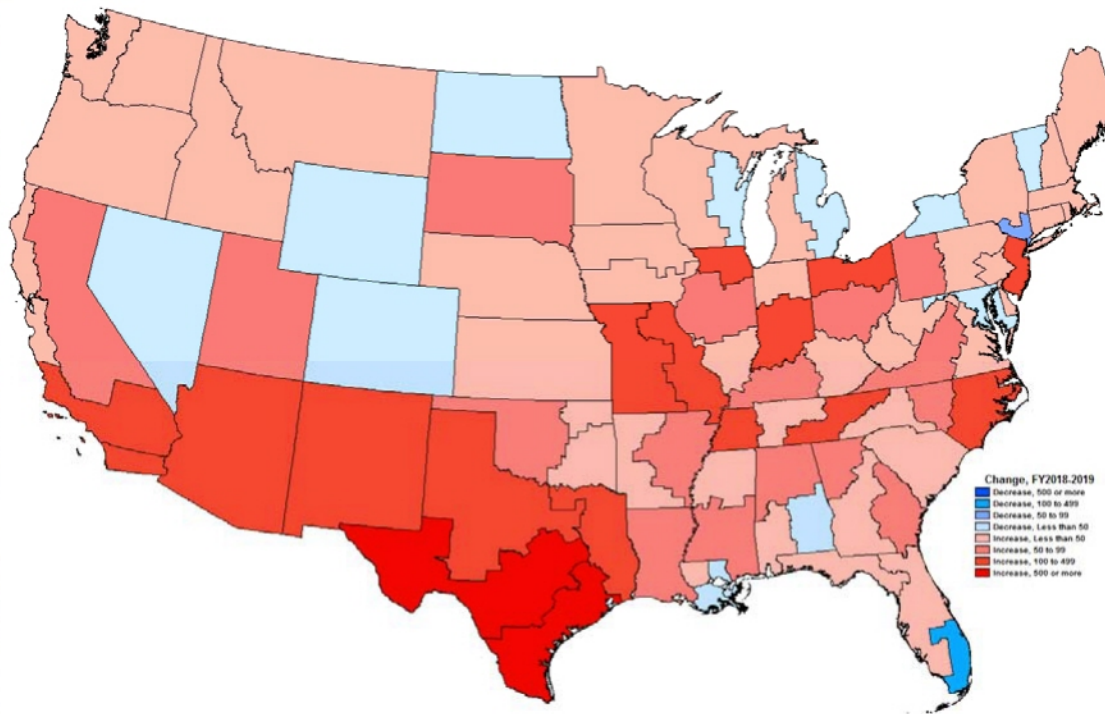 Change, FY2018-2019
Decrease, 500 or more
Decrease, 100 to 499
Decrease, 50 to 99
Decrease, Less than 50
Increase, Less than 50
Increase, 50 to 99
Increase, 100 to 499
Increase, 500 or more